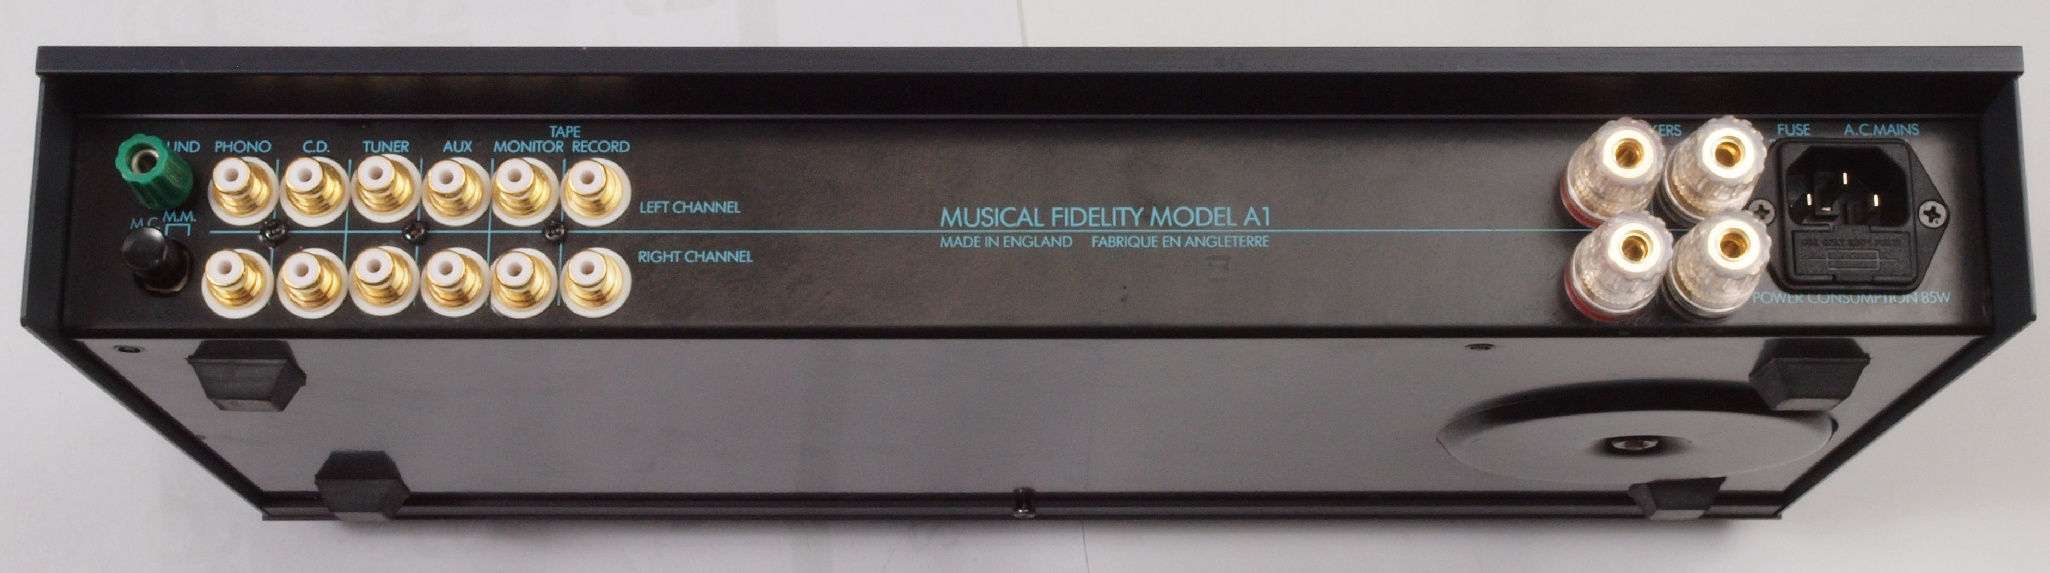 TAPE
UND PHONO C.D. TUNER AUX MONITOR RECORD
KERS FUSE A.C.MAINS
M.C. M.M.
LEFT CHANNEL
MUSICAL FIDELITY MODEL A1
MADE IN ENGLAND FABRIQUE EN ANGLETERRE
RIGHT CHANNEL
POWER CONSUMPTION 85W